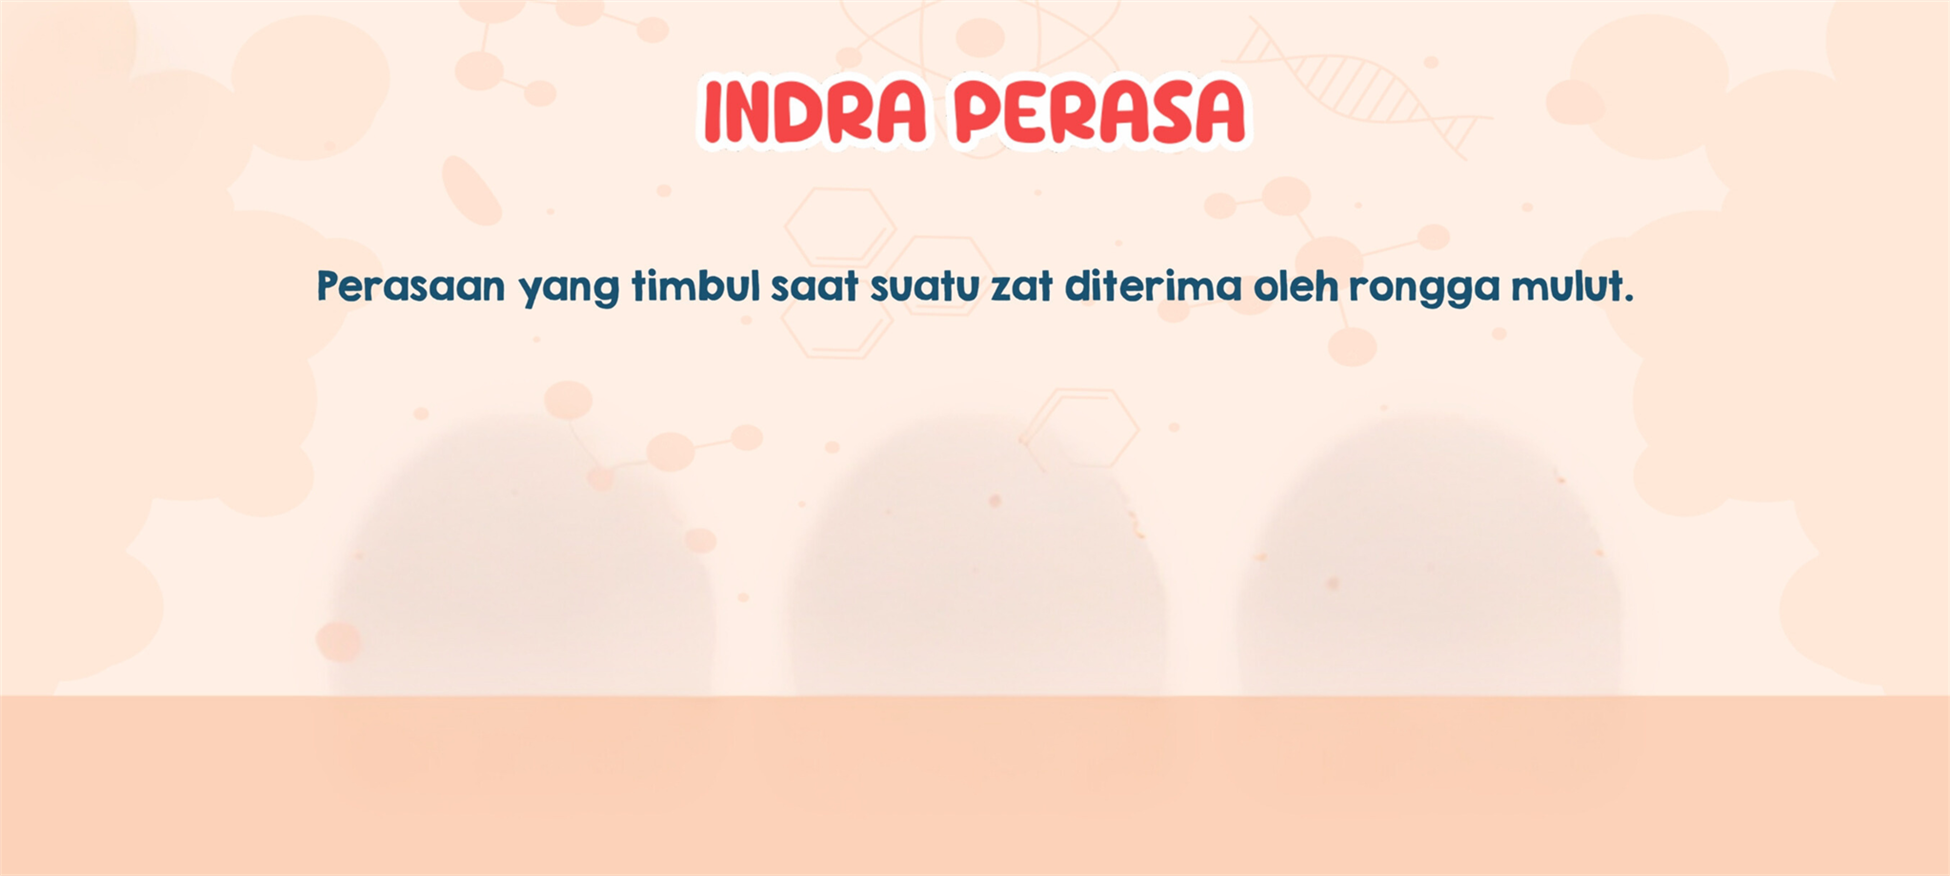 INDRA PERASA
Perasaan yang timbul saat suatu zat diterima oleh rongga mulut.